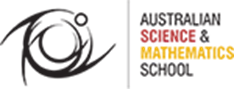 AUSTRALIAN
SCIENCE &
MATHEMATICS
SCHOOL